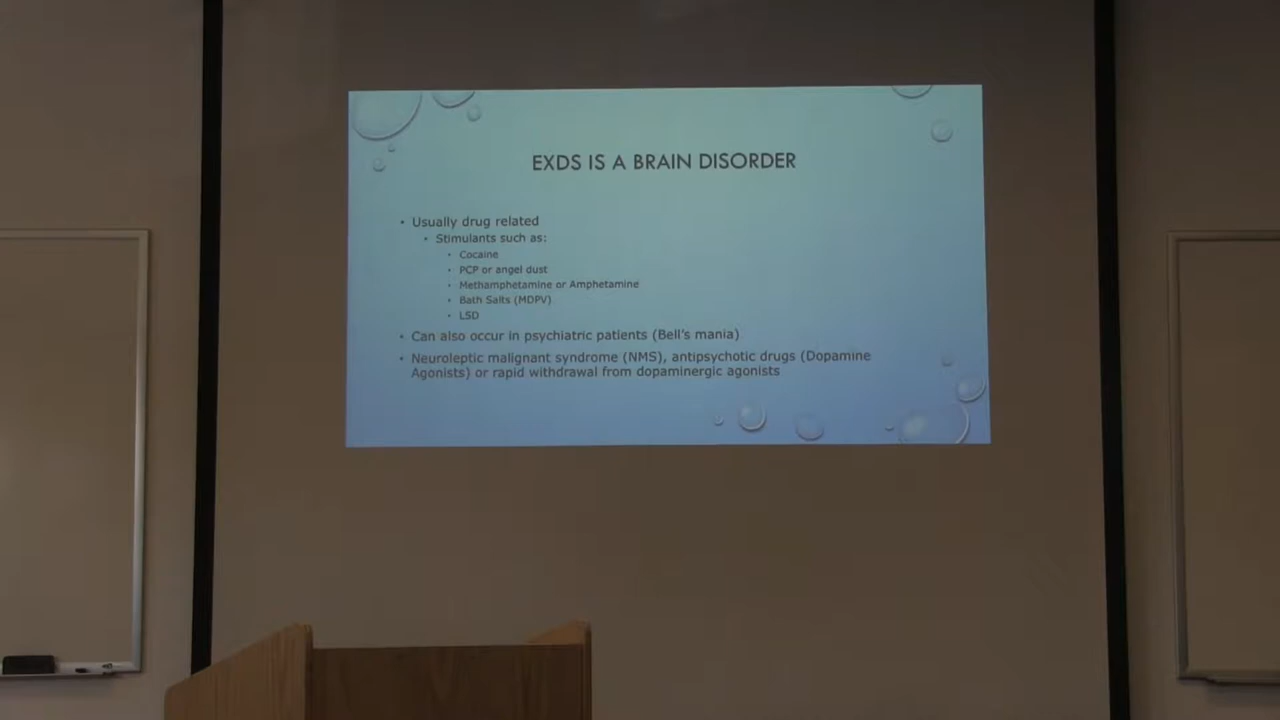 EXDS IS A BRAIN DISORDER
• Usually drug related
• Stimulants such as:
• Cocaine
• PCP or angel dust
• Methamphetamine or Amphetamine
• Bath Salts (MDPV)
• LSD
• Can also occur in psychiatric patients (Bell's mania)
• Neuroleptic malignant syndrome (NMS), antipsychotic drugs (Dopamine
Agonists) or rapid withdrawal from dopaminergic agonists